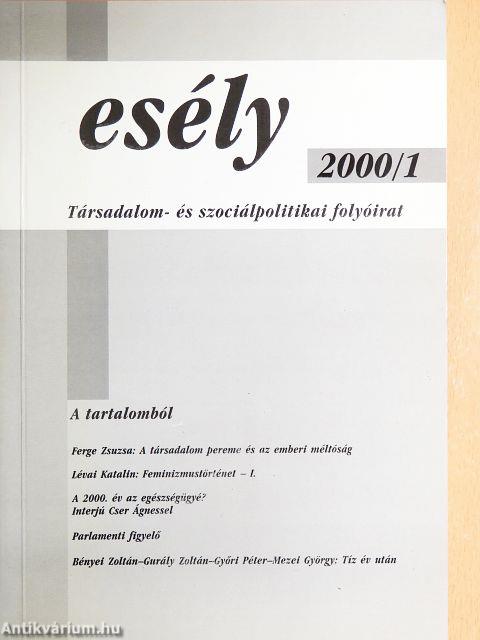 esély
2000/1
Társadalom- és szociálpolitikai folyóirat
A tartalomból
Ferge Zsuzsa: A társadalom pereme és az emberi méltóság
Lévai Katalin: Feminizmustörténet – I.
A 2000. év az egészségügyé?
Interjú Cser Ágnessel
Parlamenti figyelő
Bényei Zoltán–Gurály Zoltán–Győri Péter–Mezei György: Tíz év után
Antikvárium.hu